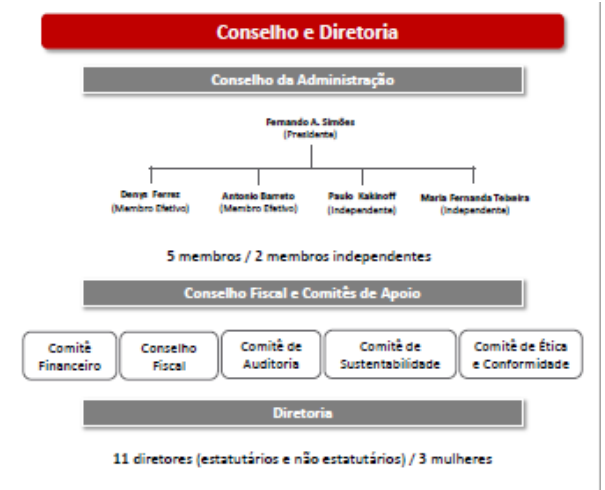 Conselho e Diretoria
Conselho da Administração
Fernando A. Simões
(Presidente)
Denys Ferrez
(Membro Efetivo)
Antonio Barreto
(Membro Efetivo)
Paulo Kakinoff
(Independente)
Maria Fernanda Teixeira
(Independente)
5 membros / 2 membros independentes
Conselho Fiscal e Comitês de Apoio
Comitê
Financeiro
Conselho
Fiscal
Comitê de
Auditoria
Comitê de
Sustentabilidade
Comitê de Ética
e Conformidade
Diretoria
11 diretores (estatutários e não estatutários) / 3 mulheres